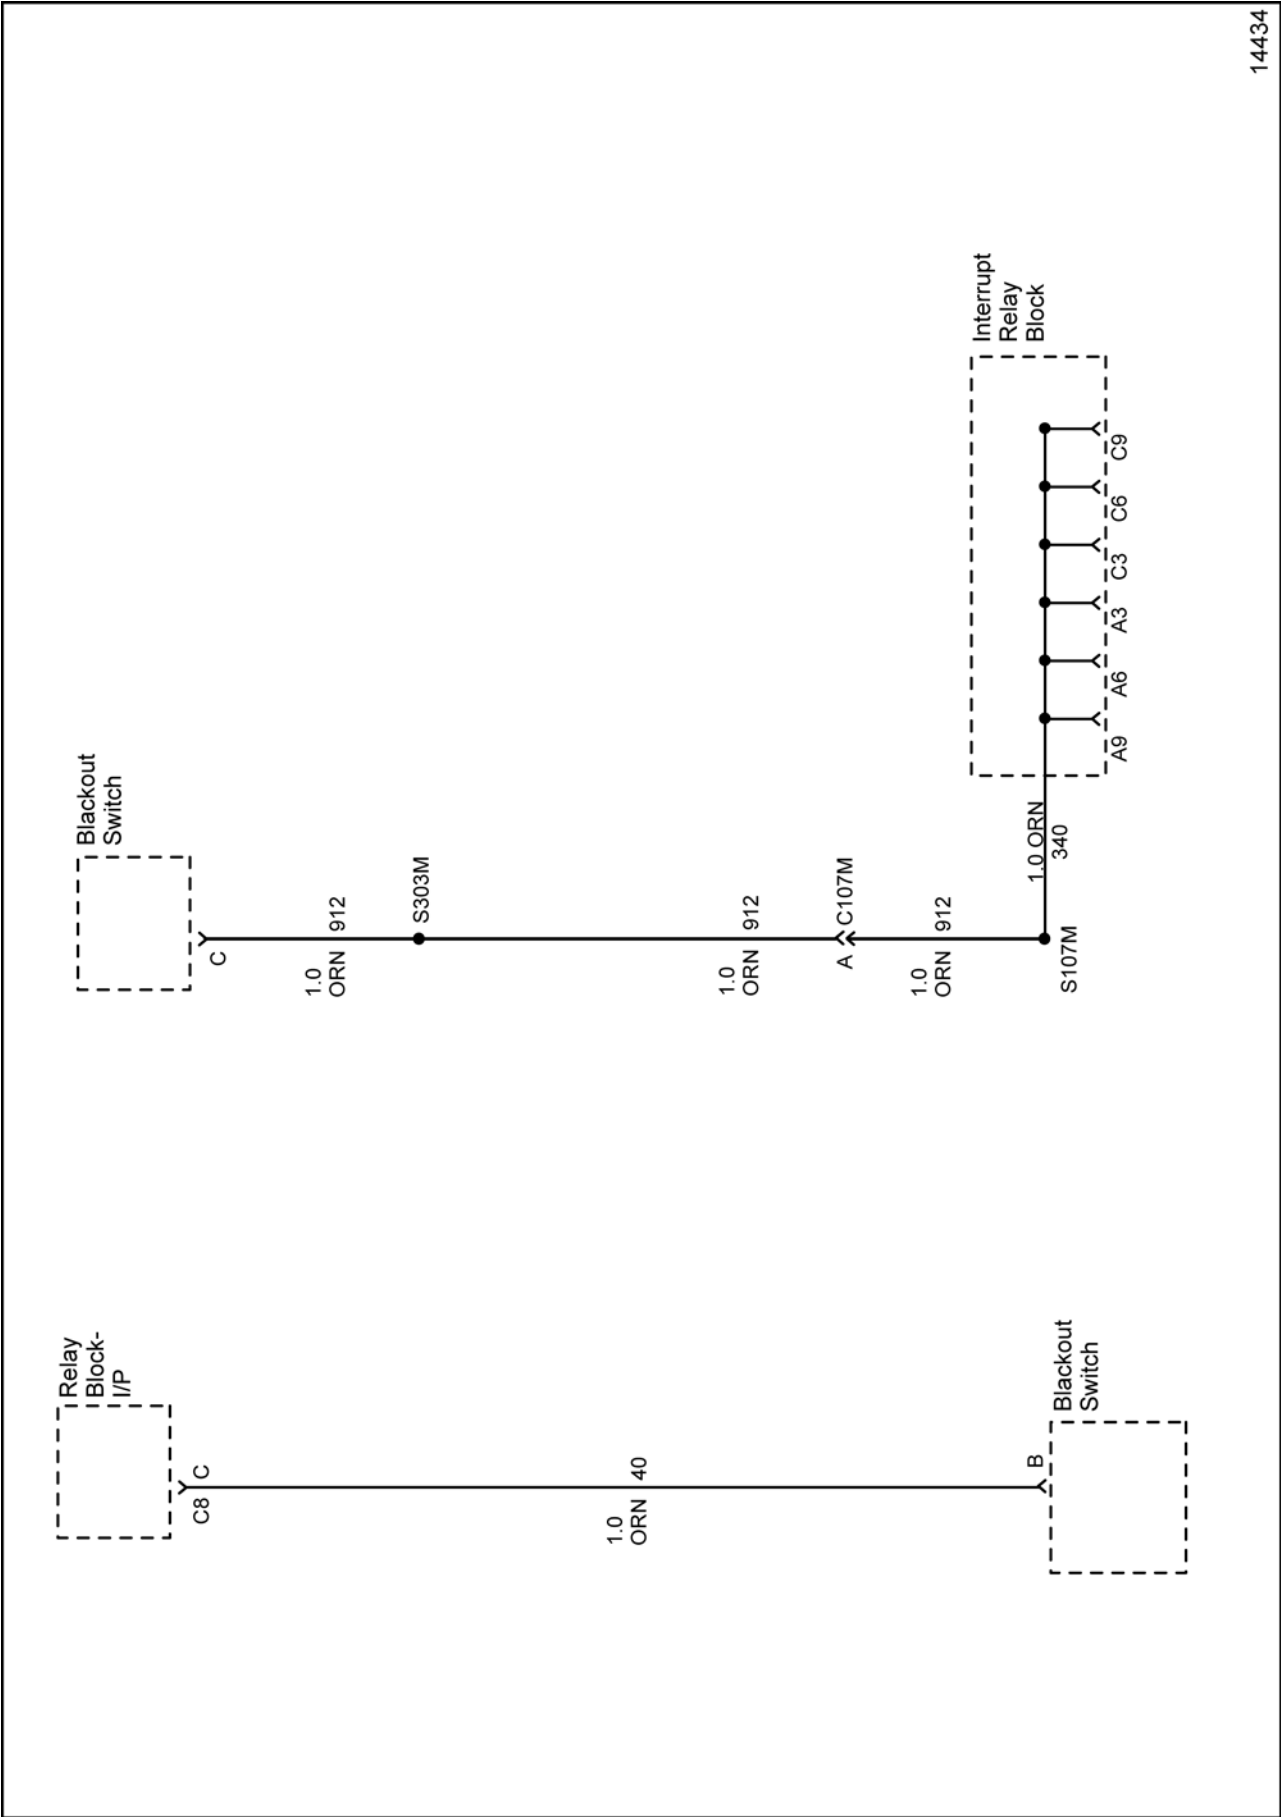 Relay
Block-
I/P
C8 C
1.0
ORN 40
B
Blackout
Switch
Blackout
Switch
C
1.0
ORN 912
S303M
1.0
ORN 912
A C107M
1.0
ORN 912
S107M
1.0 ORN
340
Interrupt
Relay
Block
A9 A6 A3 C3 C6 C9
14434